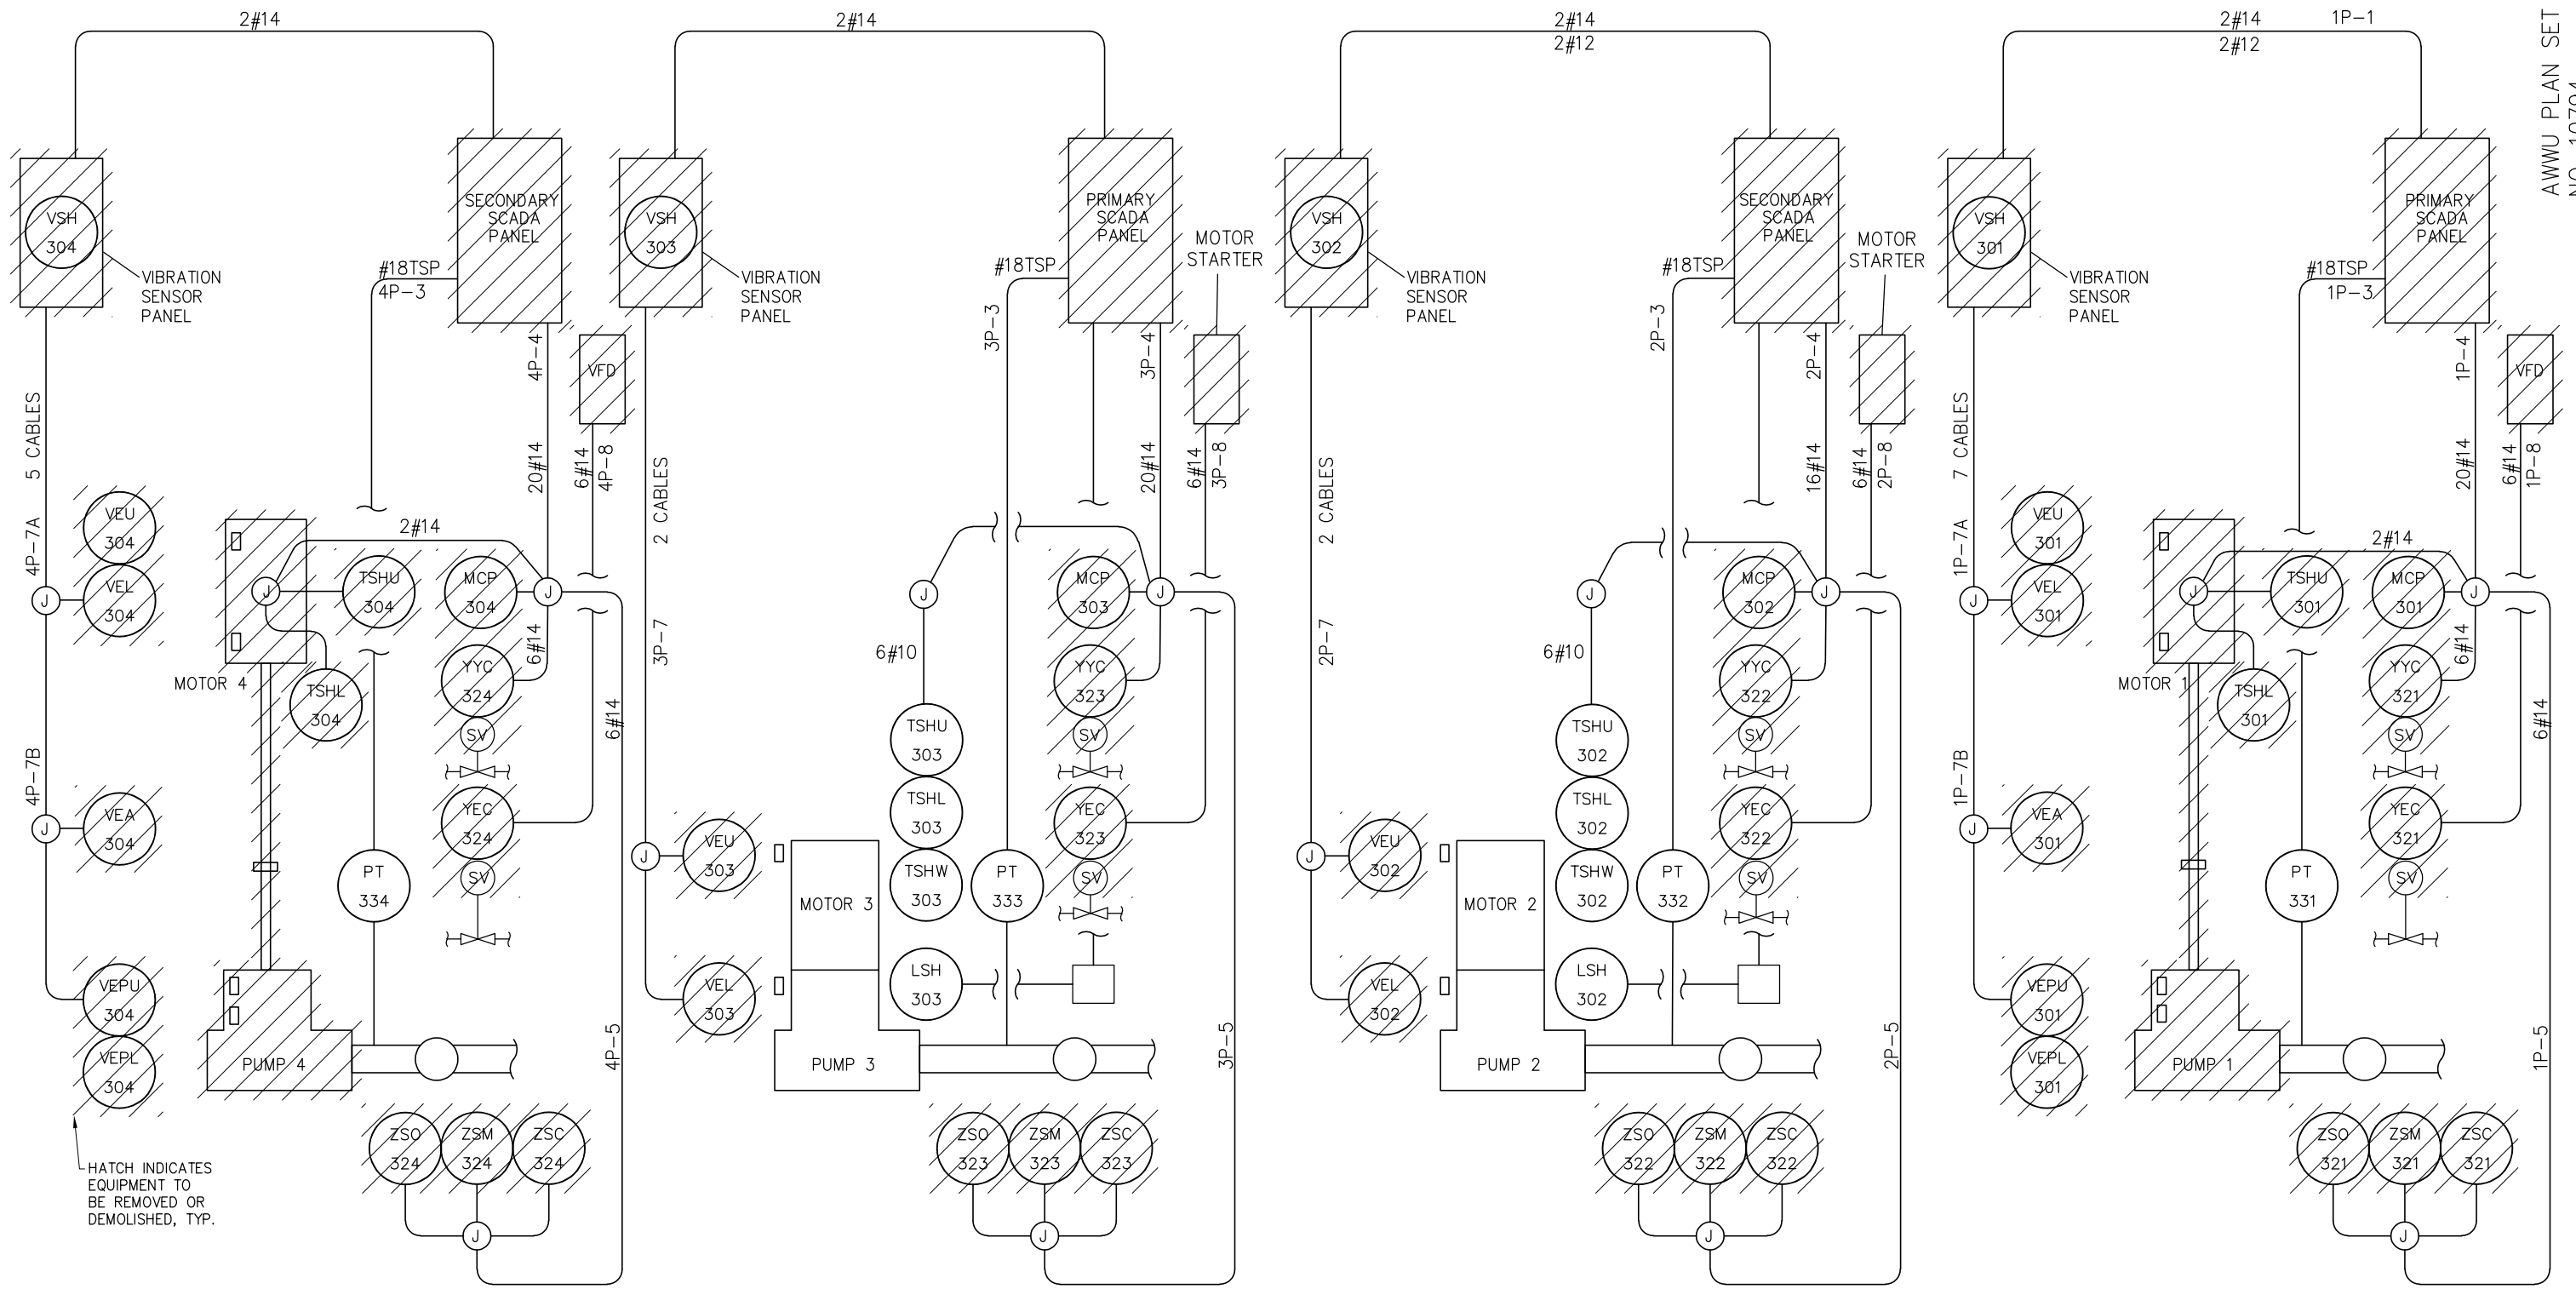 2#14
VSH
304
VIBRATION
SENSOR
PANEL
SECONDARY
SCADA
PANEL
#18TSP
4P-3
4P-4
VFD
5 CABLES
20#14
6#14
4P-8
4P-7A
VEU
304
VEL
304
J
2#14
J
TSHU
304
MCP
304
J
MOTOR 4
TSHL
304
YYC
324
6#14
SV
6#14
4P-7B
J
VEA
304
YEC
324
SV
PT
334
VEPU
304
VEPL
304
PUMP 4
4P-5
ZSO
324
ZSM
324
ZSC
324
J
HATCH INDICATES
EQUIPMENT TO
BE REMOVED OR
DEMOLISHED, TYP.
2#14
VSH
303
VIBRATION
SENSOR
PANEL
PRIMARY
SCADA
PANEL
MOTOR
STARTER
#18TSP
3P-3
3P-4
2 CABLES
20#14
6#14
3P-8
J
MCP
303
J
3P-7
6#10
YYC
323
SV
TSHU
303
TSHL
303
TSHW
303
YEC
323
SV
J
VEU
303
MOTOR 3
PT
333
VEL
303
LSH
303
PUMP 3
3P-5
ZSO
323
ZSM
323
ZSC
323
J
2#14
2#12
VSH
302
VIBRATION
SENSOR
PANEL
SECONDARY
SCADA
PANEL
MOTOR
STARTER
#18TSP
2P-3
2P-4
2 CABLES
16#14
6#14
2P-8
J
MCP
302
J
2P-7
6#10
YYC
322
SV
TSHU
302
TSHL
302
TSHW
302
YEC
322
SV
J
VEU
302
MOTOR 2
PT
332
VEL
302
LSH
302
PUMP 2
2P-5
ZSO
322
ZSM
322
ZSC
322
J
2#14 1P-1
2#12
VSH
301
VIBRATION
SENSOR
PANEL
PRIMARY
SCADA
PANEL
#18TSP
1P-3
1P-4
VFD
7 CABLES
20#14
6#14
1P-8
1P-7A
VEU
301
VEL
301
J
2#14
J
TSHU
301
MCP
301
J
MOTOR 1
TSHL
301
YYC
321
6#14
SV
6#14
1P-7B
J
VEA
301
YEC
321
SV
PT
331
VEPU
301
VEPL
301
PUMP 1
1P-5
ZSO
321
ZSM
321
ZSC
321
J
AWWU PLAN SET